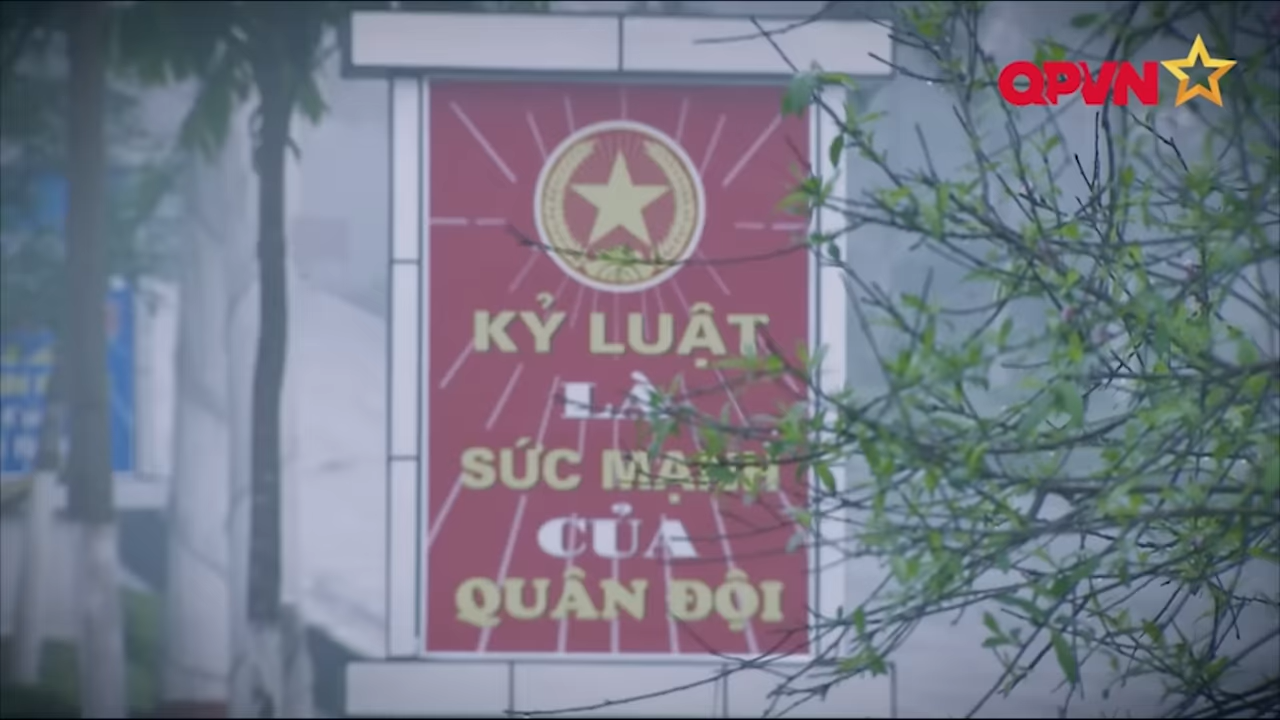 QPVN
KỶ LUẬT
LÀ
SỨC MẠNH
CỦA
QUÂN ĐỘI